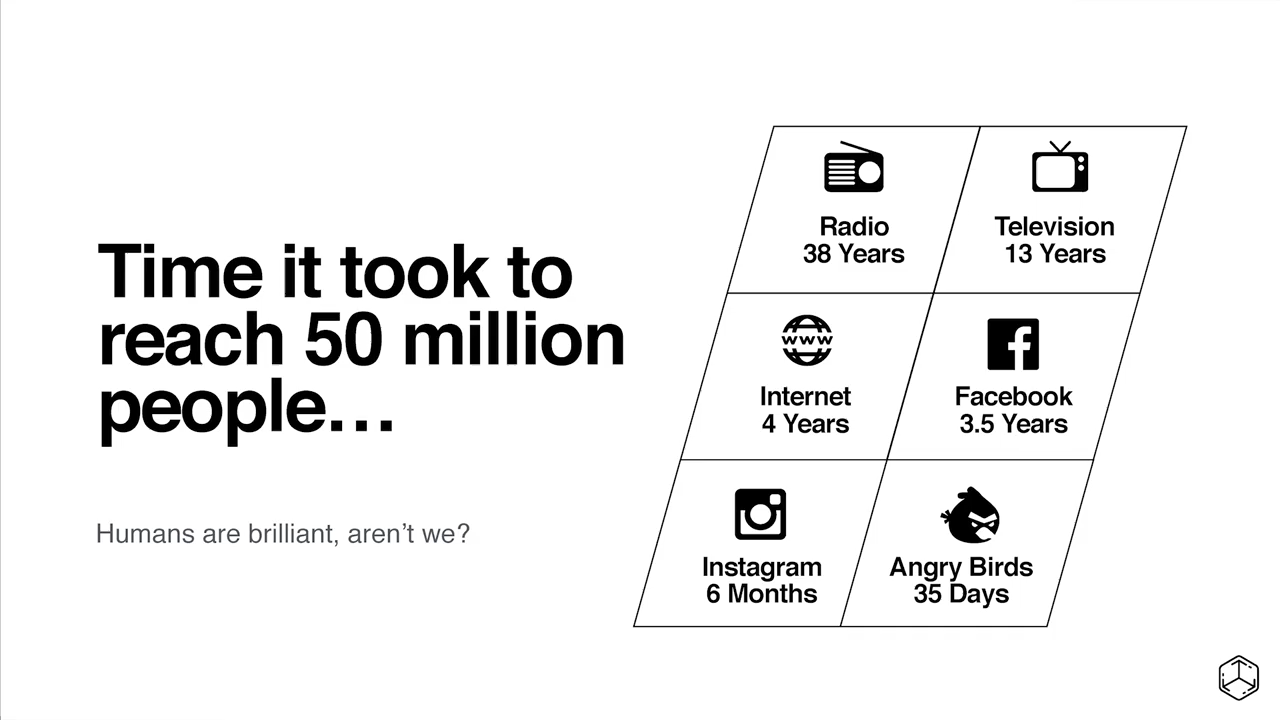 Time it took to
reach 50 million
people…
Humans are brilliant, aren’t we?
Radio
38 Years
Television
13 Years
www
Internet
4 Years
Facebook
3.5 Years
Instagram
6 Months
Angry Birds
35 Days